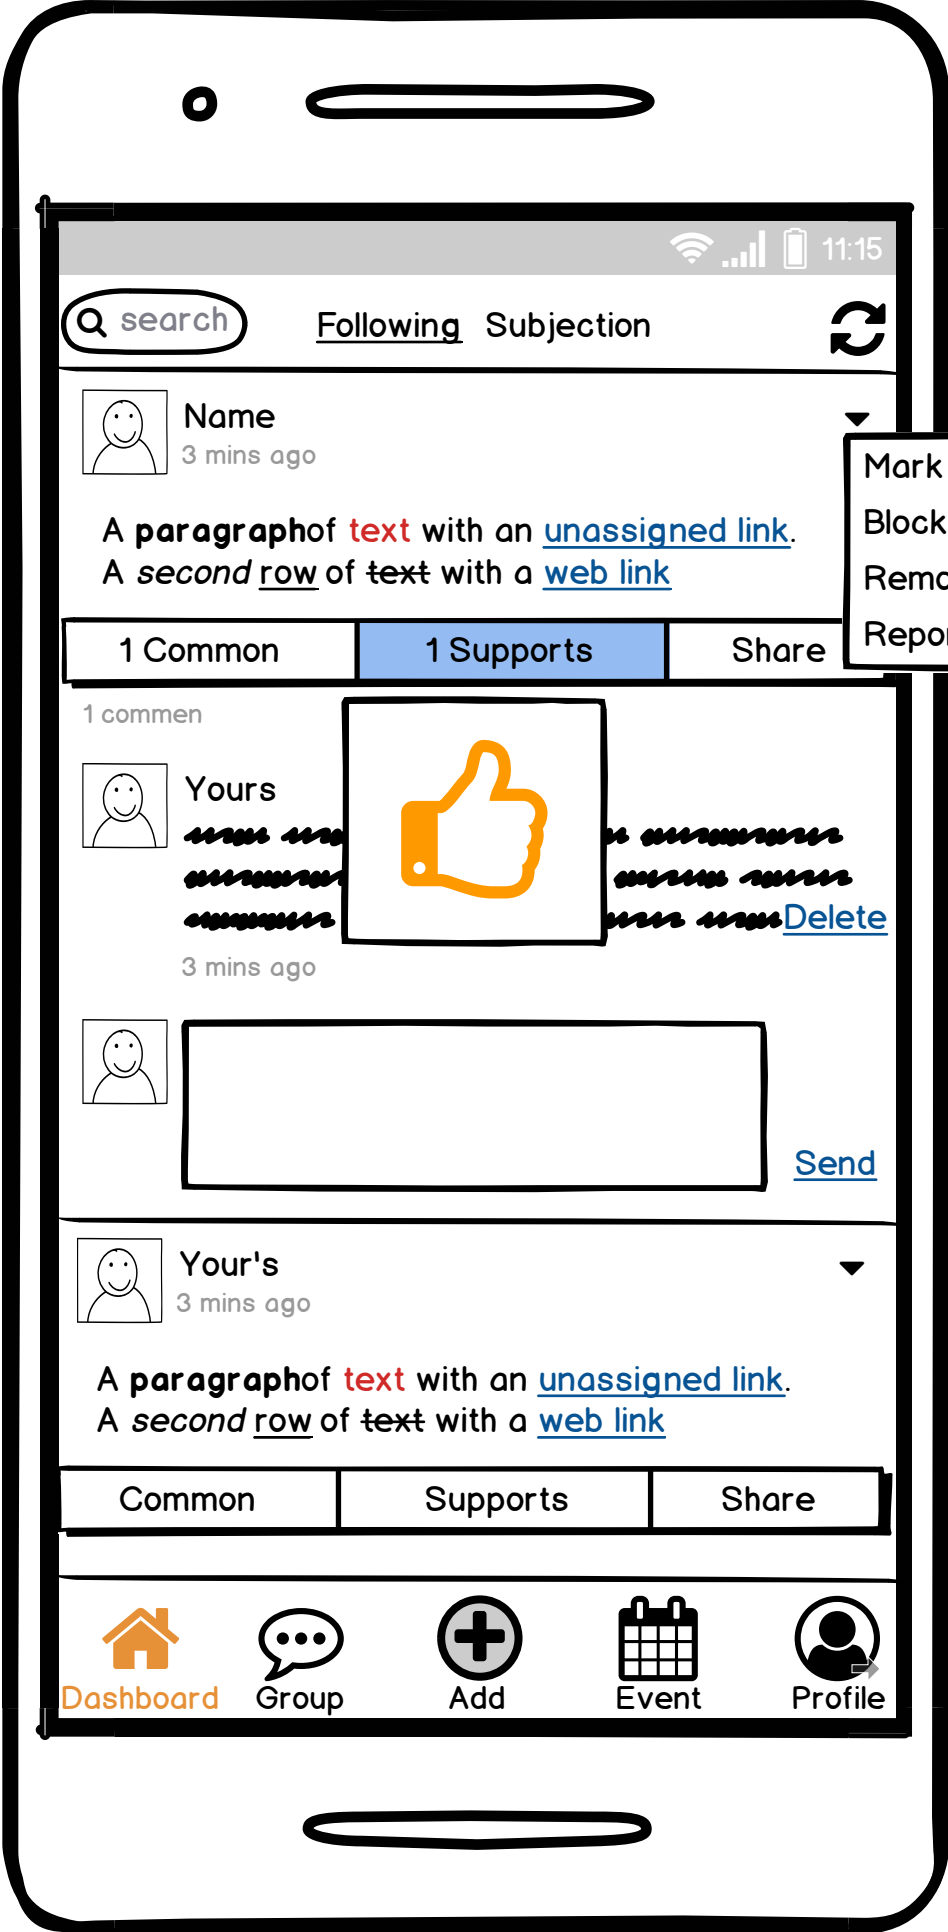 11:15
search
Following Subjection
Name
3 mins ago
Mark
Block
A paragraphof text with an unassigned link.
A second row of text with a web link
1 Common 1 Supports Share
1 commen
Yours
Delete
3 mins ago
Send
Your's
3 mins ago
A paragraphof text with an unassigned link.
A second row of text with a web link
Common Supports Share
Dashboard Group Add Event Profile